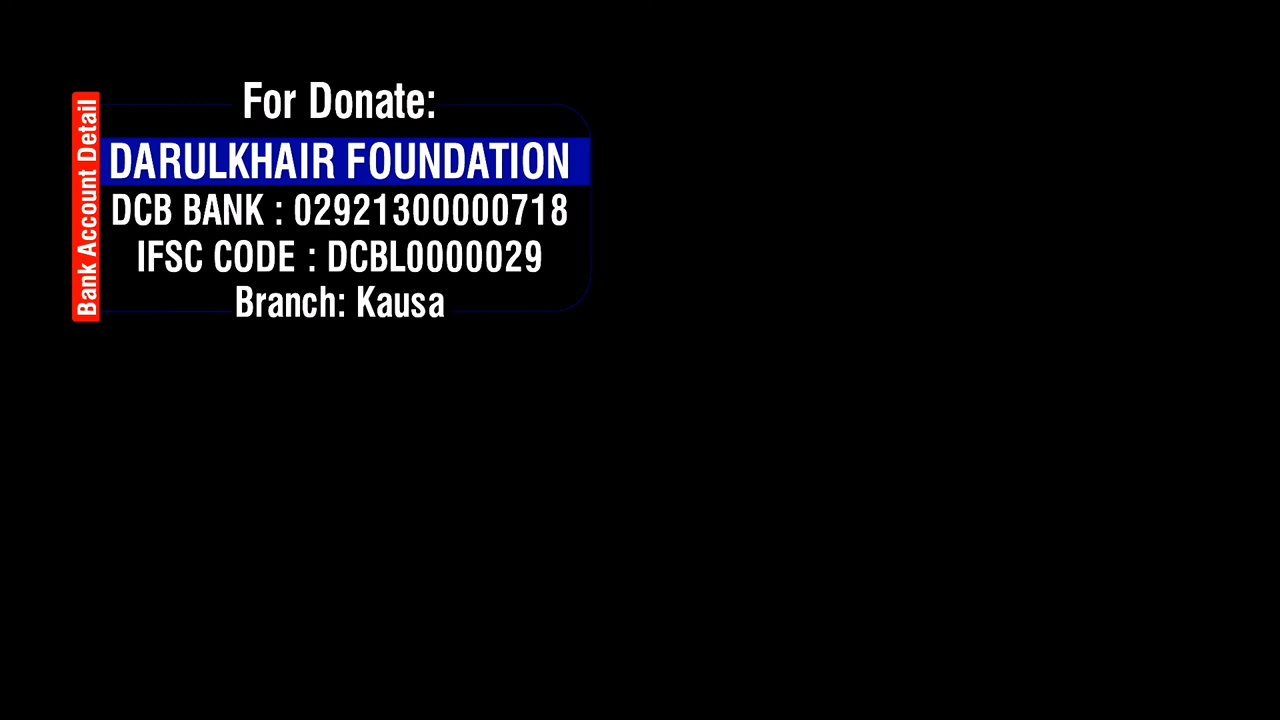 For Donate:
DARULKHAIR FOUNDATION
DCB BANK : 02921300000718
IFSC CODE : DCBL0000029
Branch: Kausa
Bank Account Detail